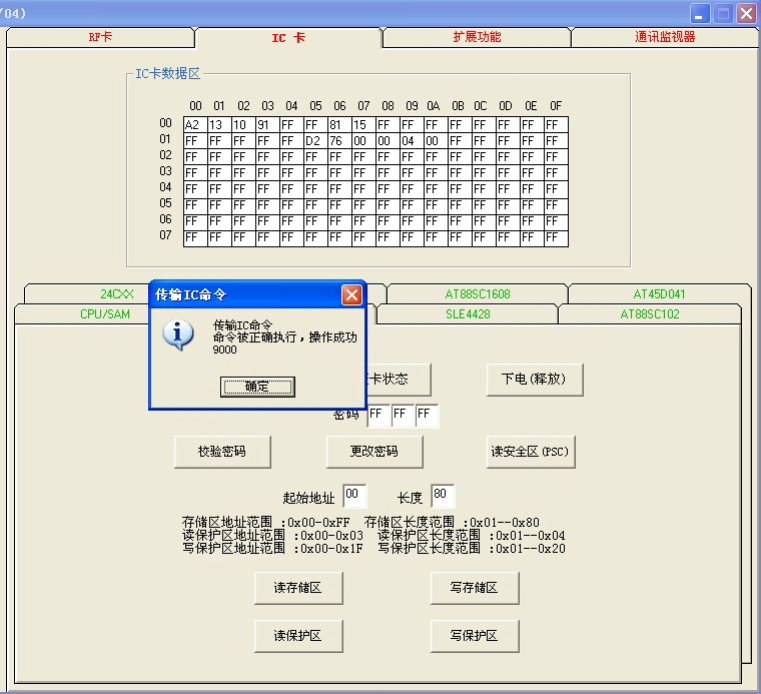 /04)
RF卡 IC 卡 扩展功能 通讯监视器
IC卡数据区
00 01 02 03 04 05 06 07 08 09 0A 0B 0C 0D 0E 0F
00 A2 13 10 91 FF FF 81 15 FF FF FF FF FF FF FF FF
01 FF FF FF FF FF D2 76 00 00 04 00 FF FF FF FF FF
02 FF FF FF FF FF FF FF FF FF FF FF FF FF FF FF FF
03 FF FF FF FF FF FF FF FF FF FF FF FF FF FF FF FF
04 FF FF FF FF FF FF FF FF FF FF FF FF FF FF FF FF
05 FF FF FF FF FF FF FF FF FF FF FF FF FF FF FF FF
06 FF FF FF FF FF FF FF FF FF FF FF FF FF FF FF FF
07 FF FF FF FF FF FF FF FF FF FF FF FF FF FF FF FF
24CXX AT88SC1608 AT45D041
CPU/SAM SLE4428 AT88SC102
传输IC命令
传输IC命令
命令被正确执行，操作成功
9000
确定
卡状态 下电(释放)
密码 FF FF FF
校验密码 更改密码 读安全区(PSC)
起始地址 00 长度 80
存储区地址范围 :0x00-0xFF 存储区长度范围 :0x01--0x80
读保护区地址范围 :0x00-0x03 读保护区长度范围 :0x01--0x04
写保护区地址范围 :0x00-0x1F 写保护区长度范围 :0x01--0x20
读存储区 写存储区
读保护区 写保护区